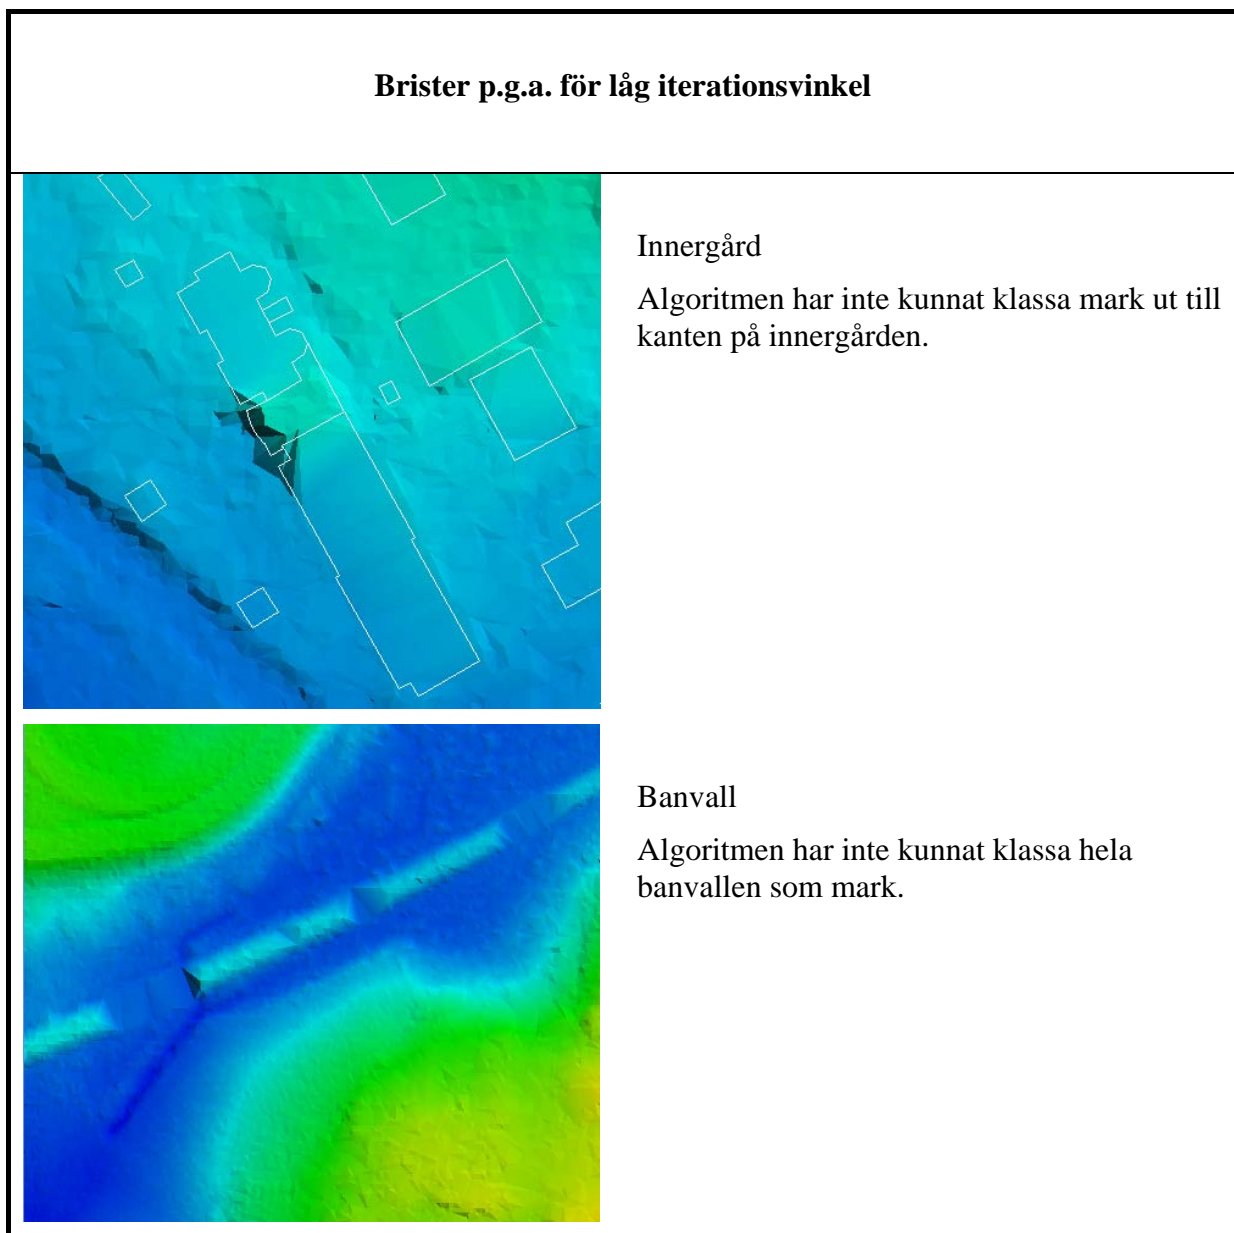 Brister p.g.a. för låg iterationsvinkel
Innergård
Algoritmen har inte kunnat klassa mark ut till
kanten på innergården.
Banvall
Algoritmen har inte kunnat klassa hela
banvallen som mark.